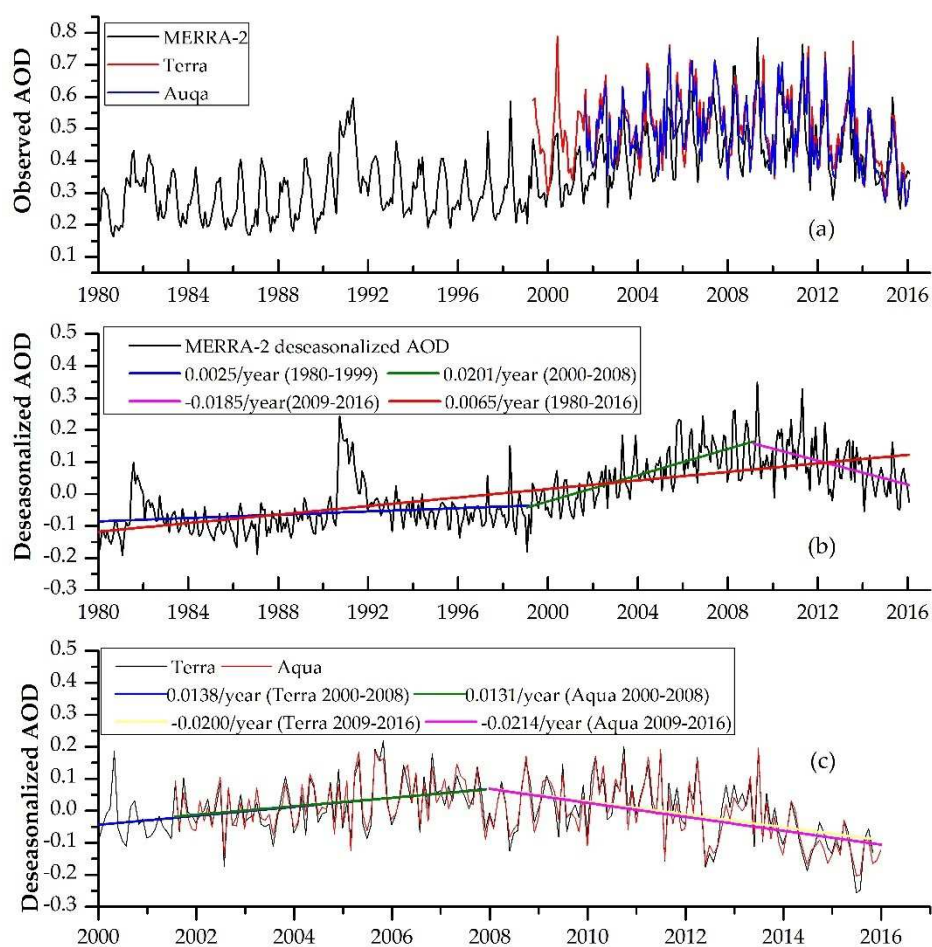 Observed AOD
0.8
0.7
0.6
0.5
0.4
0.3
0.2
0.1
MERRA-2
Terra
Auqa
(a)
1980 1984 1988 1992 1996 2000 2004 2008 2012 2016
Deseasonalized AOD
0.5
0.4
0.3
0.2
0.1
0.0
-0.1
-0.2
-0.3
MERRA-2 deseasonalized AOD
0.0025/year (1980-1999) 0.0201/year (2000-2008)
-0.0185/year(2009-2016) 0.0065/year (1980-2016)
(b)
1980 1984 1988 1992 1996 2000 2004 2008 2012 2016
Deseasonalized AOD
0.5
0.4
0.3
0.2
0.1
0.0
-0.1
-0.2
-0.3
Terra Aqua
0.0138/year (Terra 2000-2008) 0.0131/year (Aqua 2000-2008)
-0.0200/year (Terra 2009-2016) -0.0214/year (Aqua 2009-2016)
(c)
2000 2002 2004 2006 2008 2010 2012 2014 2016